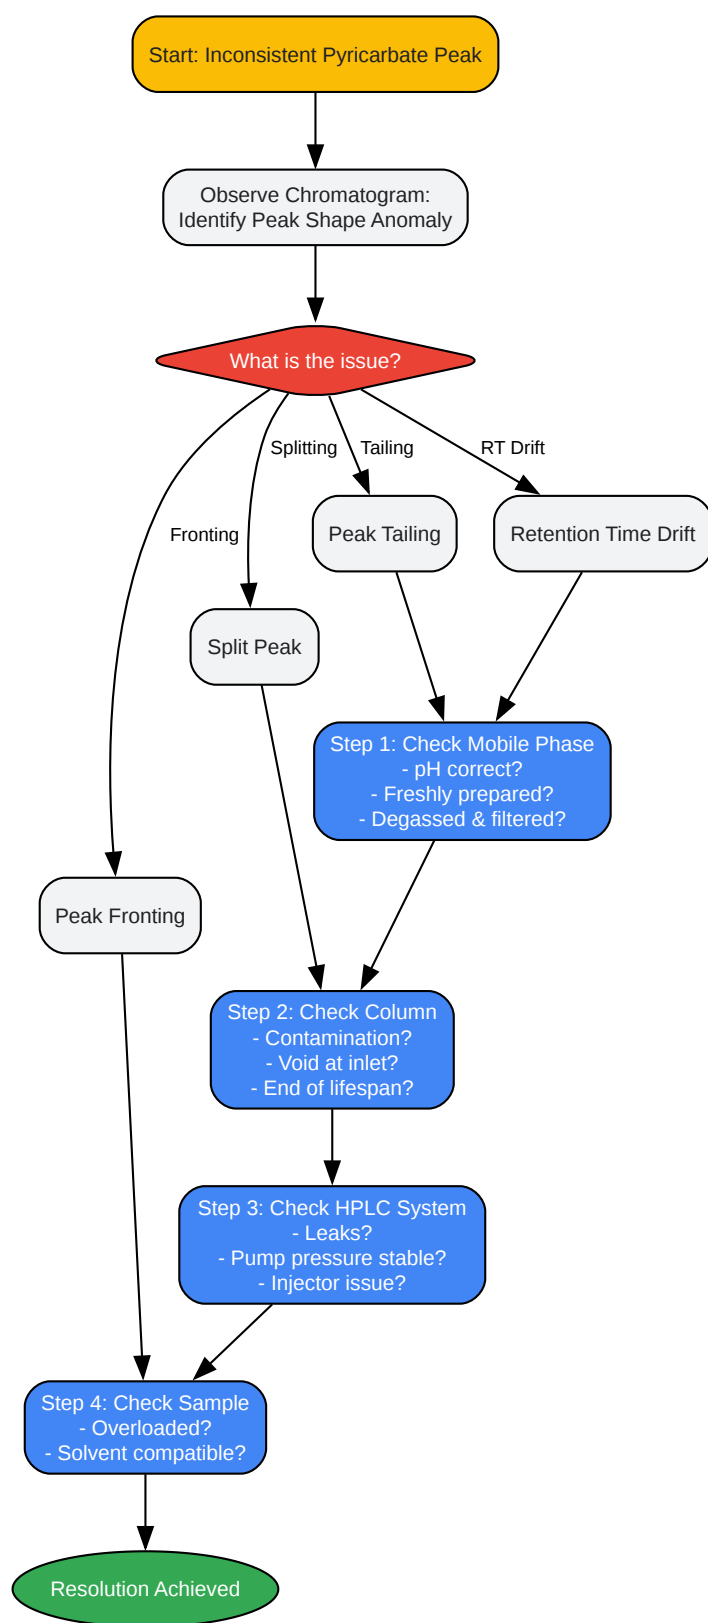 Start: Inconsistent Pyricarbate Peak
Observe Chromatogram:
Identify Peak Shape Anomaly
What is the issue?
Splitting
Tailing
RT Drift
Fronting
Peak Tailing
Retention Time Drift
Split Peak
Step 1: Check Mobile Phase
- pH correct?
- Freshly prepared?
- Degassed & filtered?
Peak Fronting
Step 2: Check Column
- Contamination?
- Void at inlet?
- End of lifespan?
Step 3: Check HPLC System
- Leaks?
- Pump pressure stable?
- Injector issue?
Step 4: Check Sample
- Overloaded?
- Solvent compatible?
Resolution Achieved